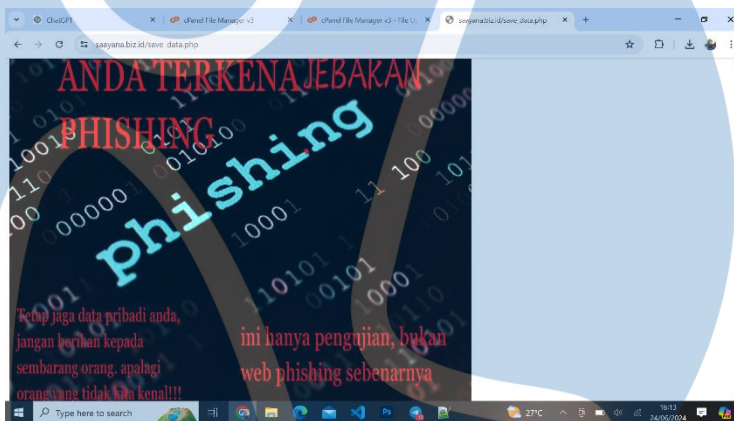 ChatGPT
cPanel File Manager v3
cPanel File Manager v3 - File U
saayana.biz.id/save_data.php
saayana.biz.id/save_data.php
ANDA TERKENA JEBAKAN
PHISHING
phishing
Tetap jaga data pribadi anda,
jangan berikan kepada
sembarang orang. apalagi
orang yang tidak kita kenal!!!
ini hanya pengujian, bukan
web phishing sebenarnya
Type here to search
27°C
16:13
24/06/2024